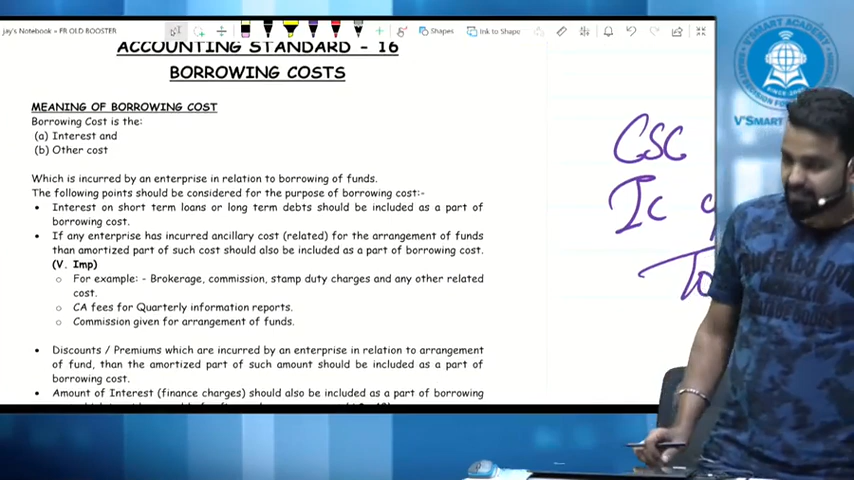 jay's Notebook » FR OLD BOOSTER
Shapes
Ink to Shape
ACCOUNTING STANDARD - 16
BORROWING COSTS
MEANING OF BORROWING COST
Borrowing Cost is the:
(a) Interest and
(b) Other cost
Which is incurred by an enterprise in relation to borrowing of funds.
The following points should be considered for the purpose of borrowing cost:-
• Interest on short term loans or long term debts should be included as a part of
borrowing cost.
• If any enterprise has incurred ancillary cost (related) for the arrangement of funds
than amortized part of such cost should also be included as a part of borrowing cost.
(V. Imp)
o For example: - Brokerage, commission, stamp duty charges and any other related
cost.
o CA fees for Quarterly information reports.
o Commission given for arrangement of funds.
• Discounts / Premiums which are incurred by an enterprise in relation to arrangement
of fund, than the amortized part of such amount should be included as a part of
borrowing cost.
• Amount of Interest (finance charges) should also be included as a part of borrowing
CSC
Ic
To
V'SMART ACADEMY
SINCE-2001
V'Smart
BUFFALO